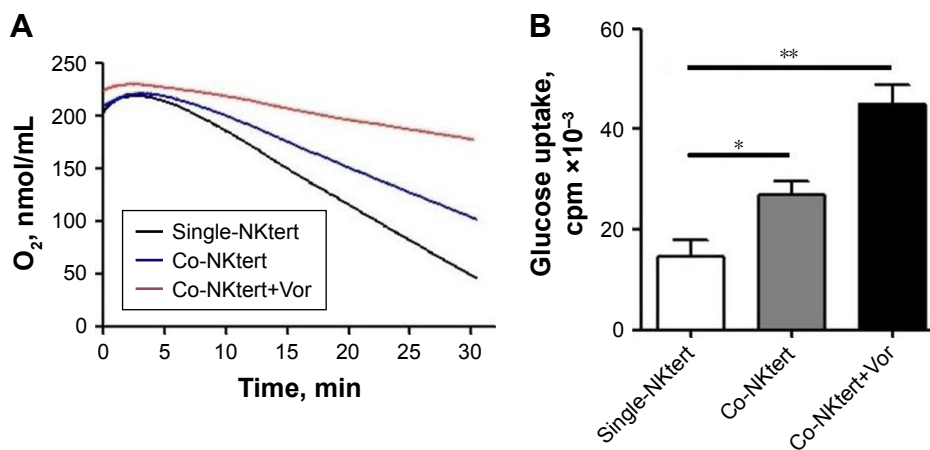 A
O₂, nmol/mL
250
200
150
100
50
0
Single-NKtert
Co-NKtert
Co-NKtert+Vor
0 5 10 15 20 25 30
Time, min
B
Glucose uptake,
cpm ×10⁻³
60
40
20
0
**
*
Single-NKtert
Co-NKtert
Co-NKtert+Vor